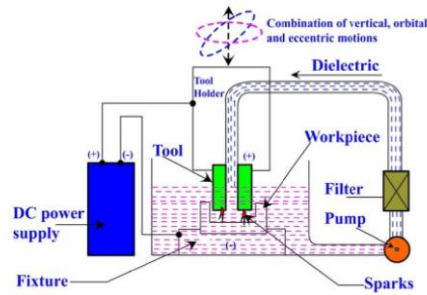 Combination of vertical, orbital
and eccentric motions
Dielectric
Tool
Holder
Workpiece
(+)
(-)
Tool
(+)
Filter
DC power
supply
Pump
(-)
Fixture
Sparks